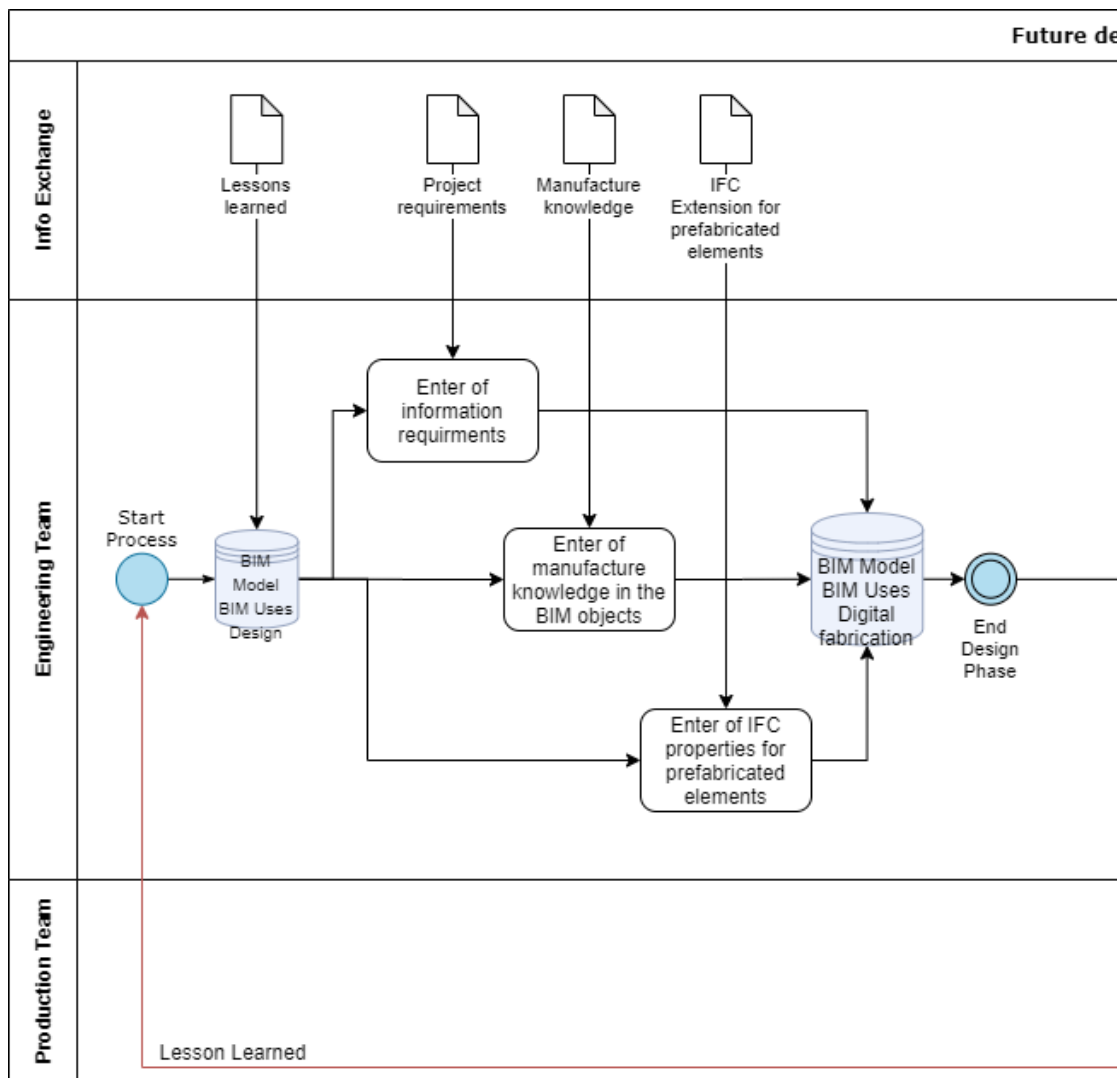 Future de
Info Exchange
Lessons
learned
Project
requirements
Manufacture
knowledge
IFC
Extension for
prefabricated
elements
Engineering Team
Enter of
information
requirments
Start
Process
BIM
Model
BIM Uses
Design
Enter of
manufacture
knowledge in the
BIM objects
BIM Model
BIM Uses
Digital
fabrication
End
Design
Phase
Enter of IFC
properties for
prefabricated
elements
Production Team
Lesson Learned